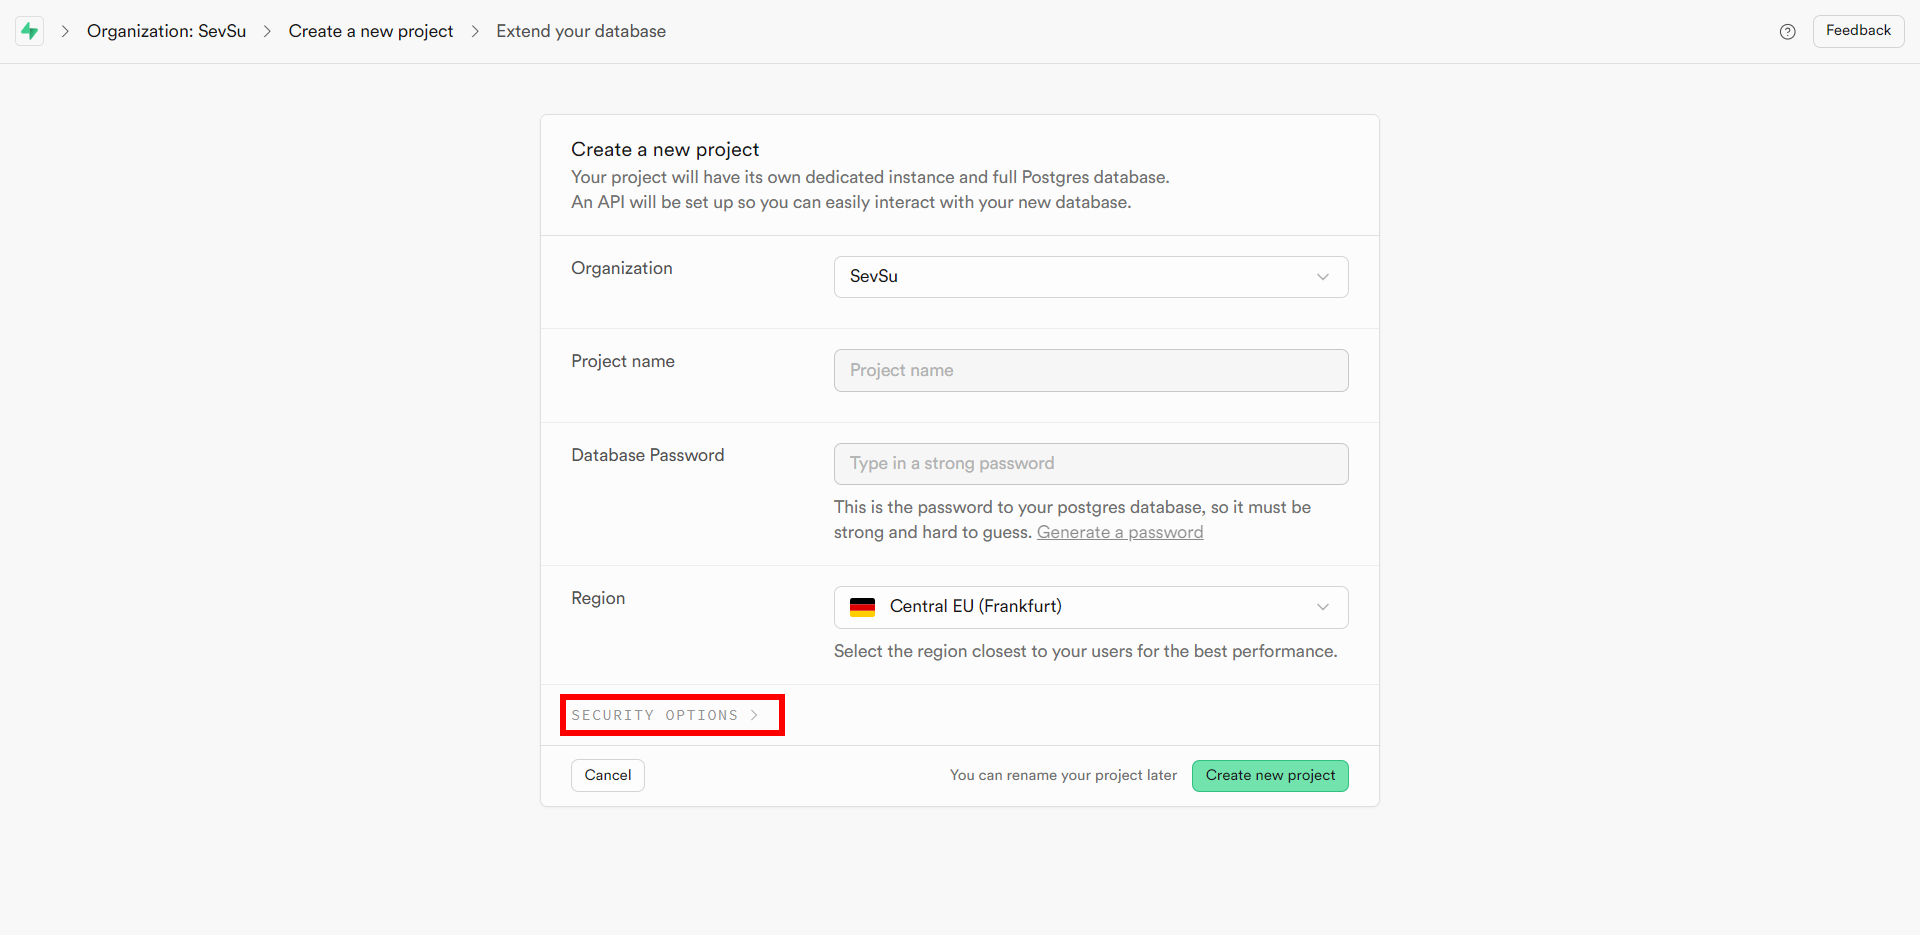 Organization: SevSu
Create a new project
Extend your database
Feedback
Create a new project
Your project will have its own dedicated instance and full Postgres database.
An API will be set up so you can easily interact with your new database.
Organization
SevSu
Project name
Project name
Database Password
Type in a strong password
This is the password to your postgres database, so it must be
strong and hard to guess. Generate a password
Region
Central EU (Frankfurt)
Select the region closest to your users for the best performance.
SECURITY OPTIONS
Cancel
You can rename your project later
Create new project